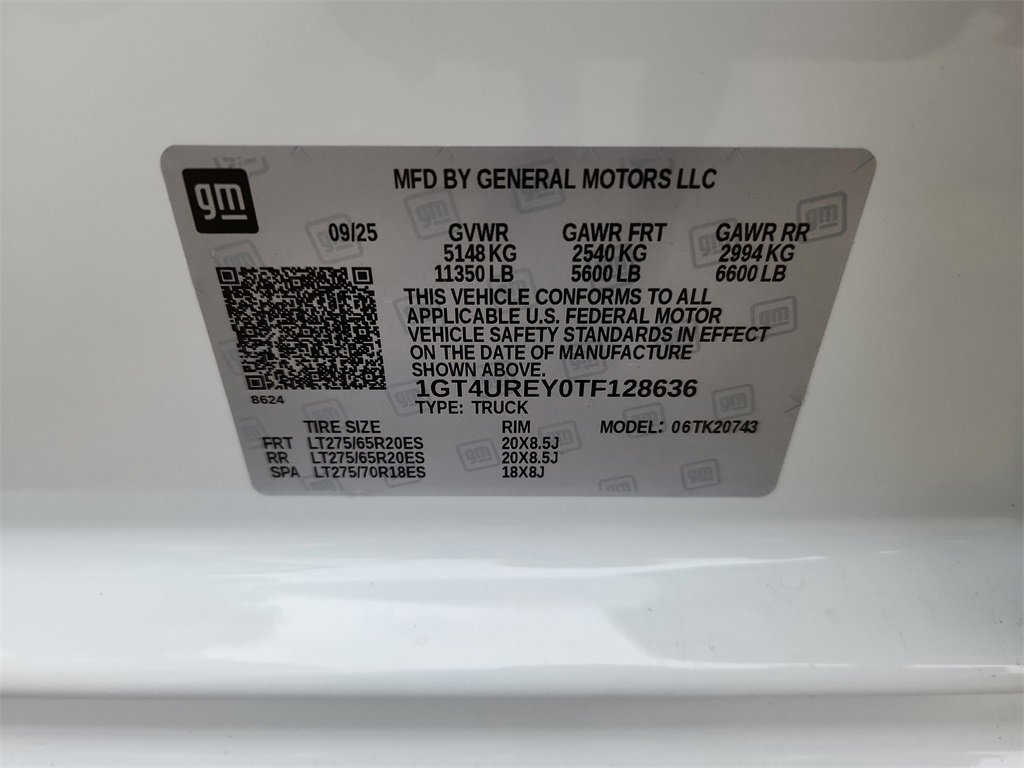 gm
MFD BY GENERAL MOTORS LLC
09/25 GVWR GAWR FRT GAWR RR
5148 KG 2540 KG 2994 KG
11350 LB 5600 LB 6600 LB
THIS VEHICLE CONFORMS TO ALL
APPLICABLE U.S. FEDERAL MOTOR
VEHICLE SAFETY STANDARDS IN EFFECT
ON THE DATE OF MANUFACTURE
SHOWN ABOVE.
8624
1GT4UREY0TF128636
TYPE: TRUCK
TIRE SIZE RIM MODEL: 06TK20743
FRT LT275/65R20ES 20X8.5J
RR LT275/65R20ES 20X8.5J
SPA LT275/70R18ES 18X8J